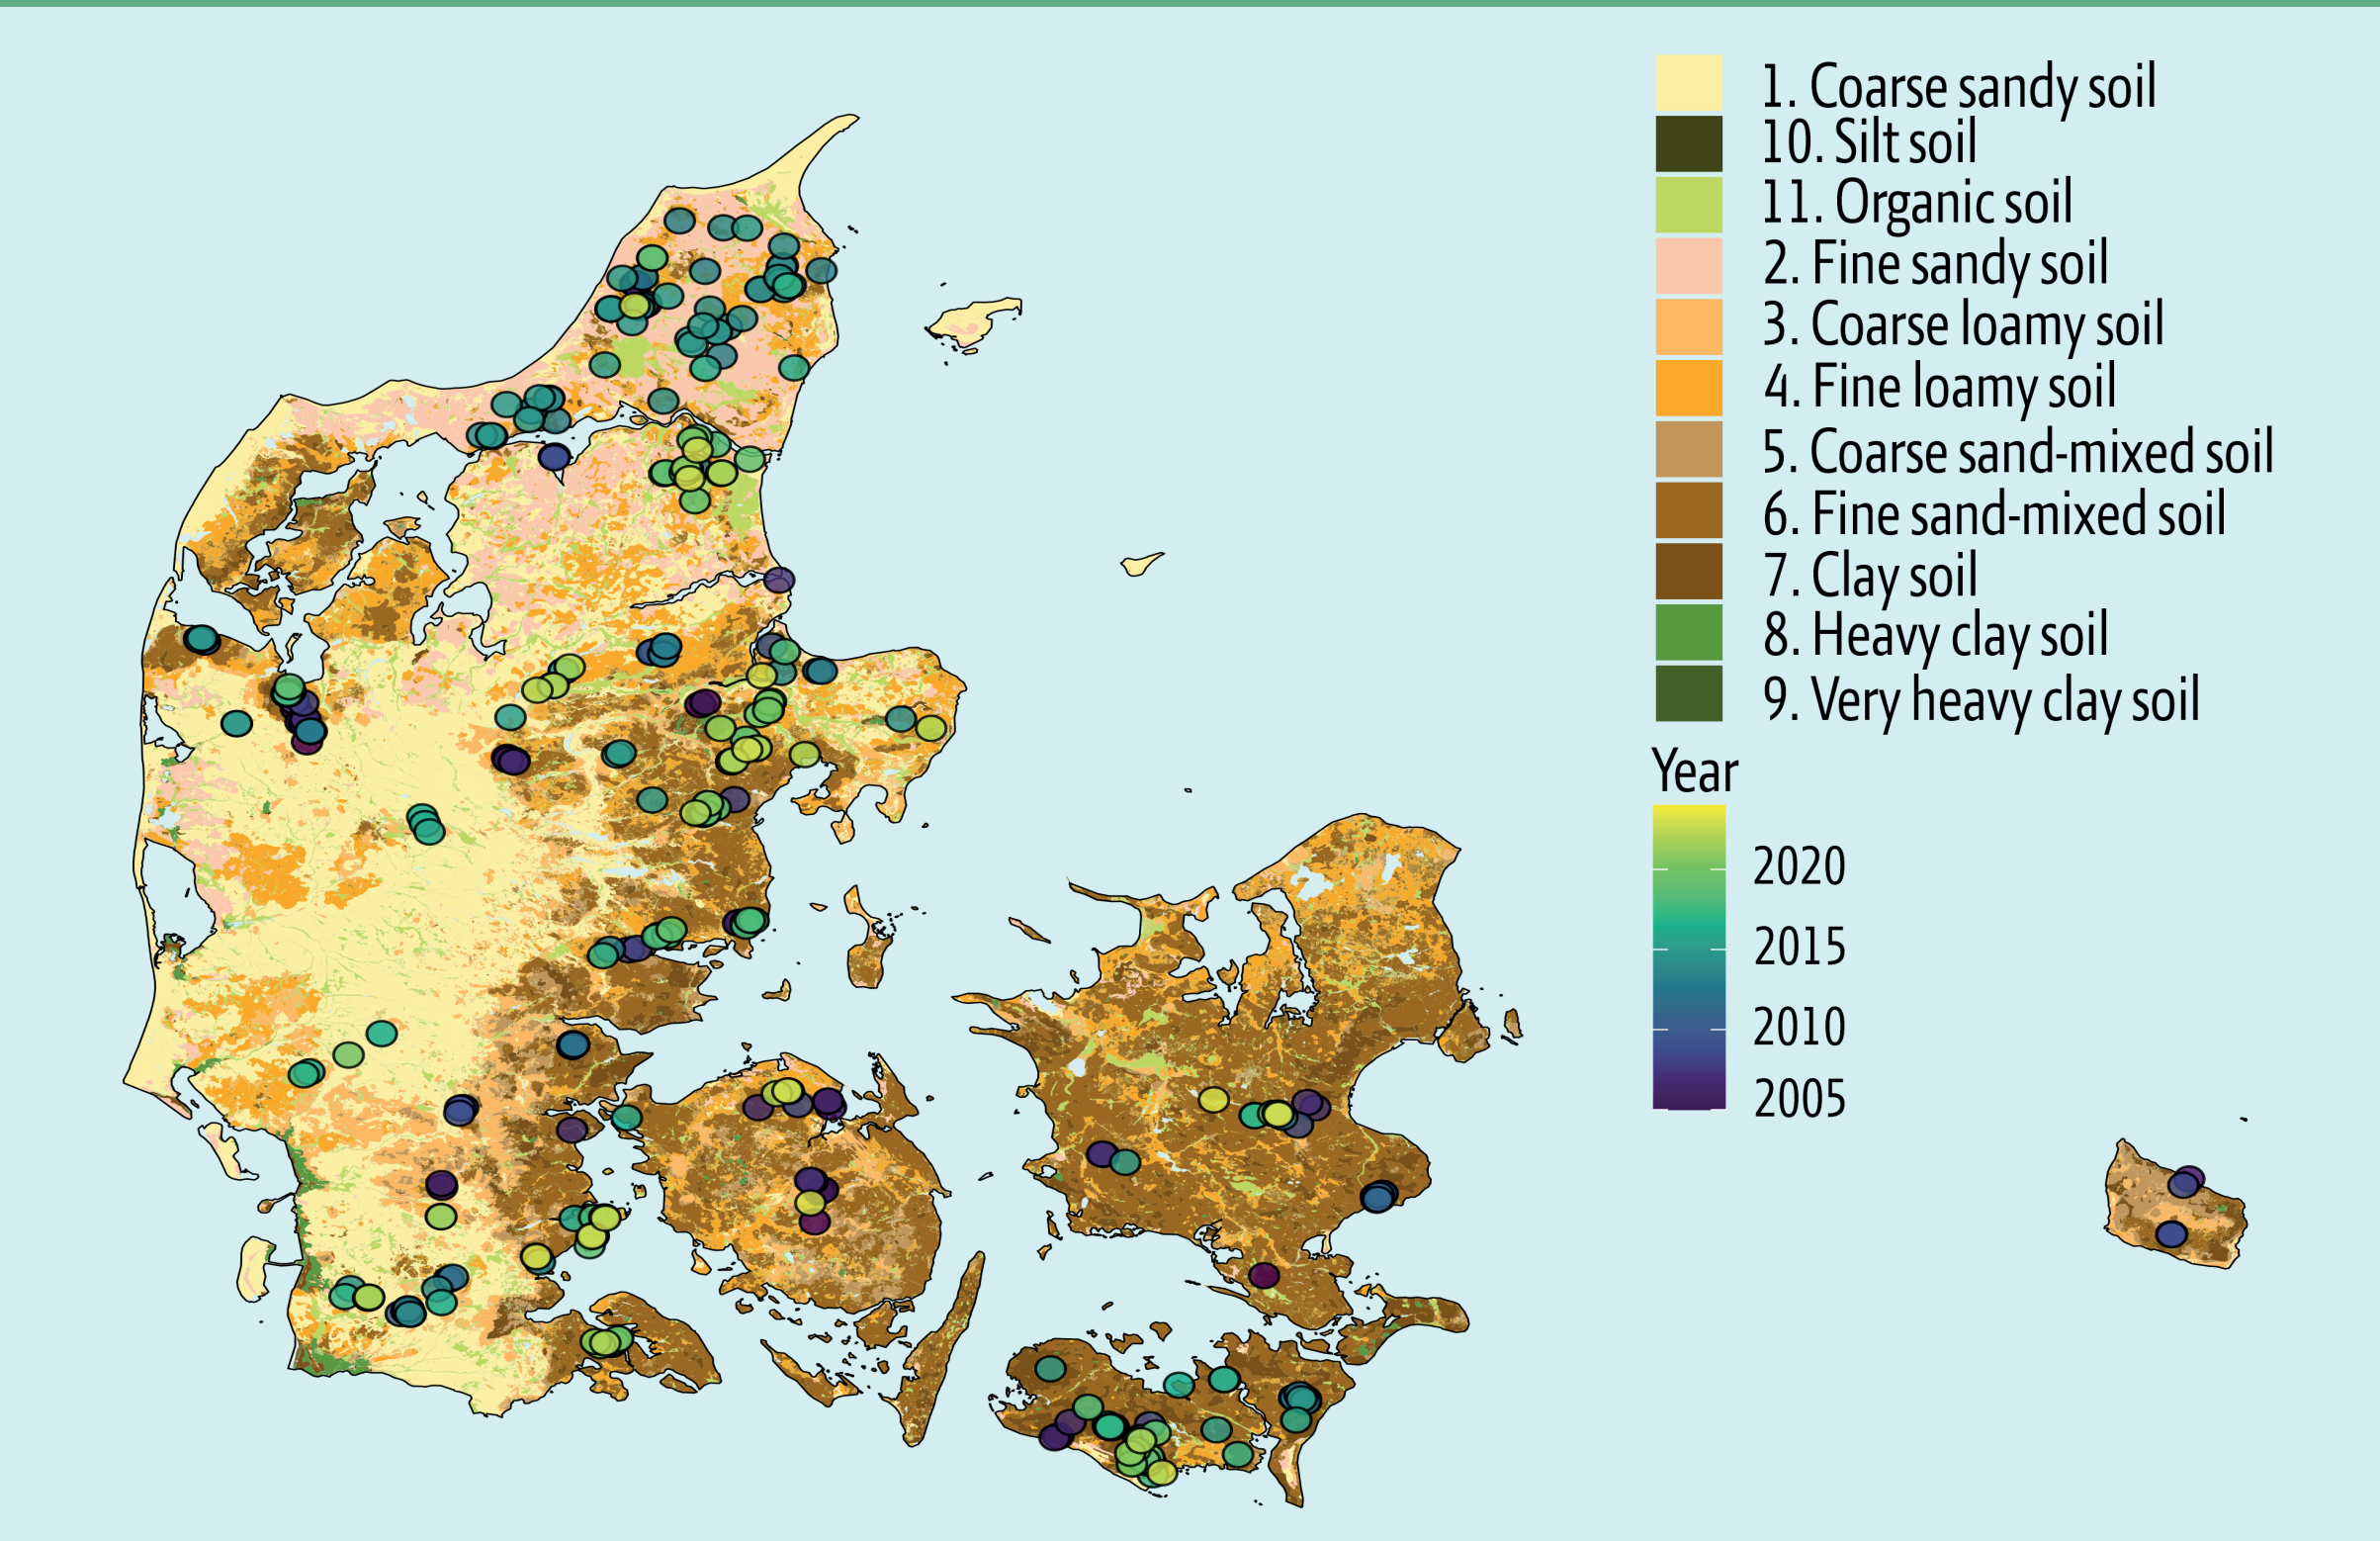 1. Coarse sandy soil
10. Silt soil
11. Organic soil
2. Fine sandy soil
3. Coarse loamy soil
4. Fine loamy soil
5. Coarse sand-mixed soil
6. Fine sand-mixed soil
7. Clay soil
8. Heavy clay soil
9. Very heavy clay soil
Year
2020
2015
2010
2005